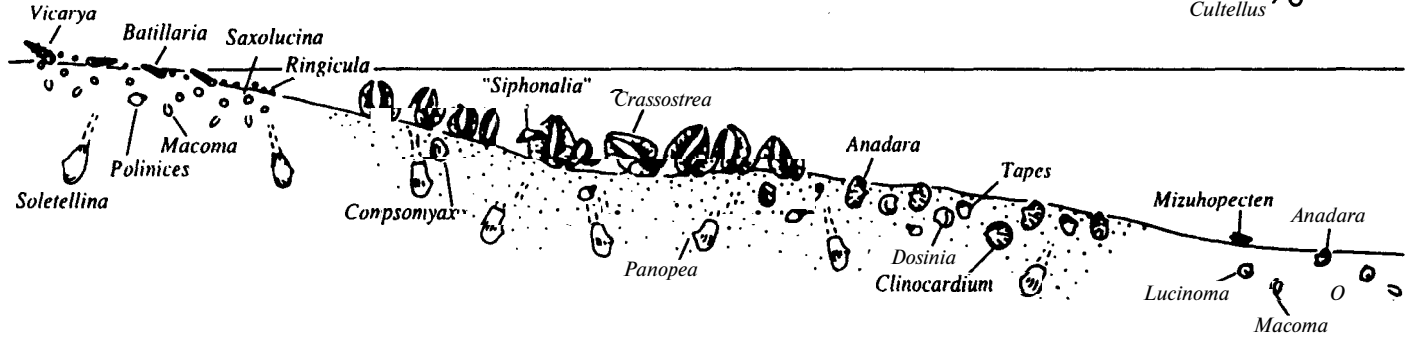 Cultellus
Vicarya
Batillaria
Saxolucina
Ringicula
"Siphonalia"
Crassostrea
Anadara
Tapes
Mizuhopecten
Anadara
Soletellina
Polinices
Macoma
Compsomyax
Panopea
Dosinia
Clinocardium
Lucinoma
O
Macoma